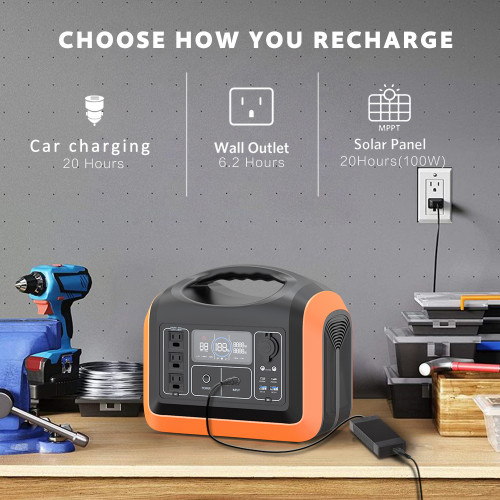 CHOOSE HOW YOU RECHARGE
Car charging
20 Hours
Wall Outlet
6.2 Hours
MPPT
Solar Panel
20Hours(100W)